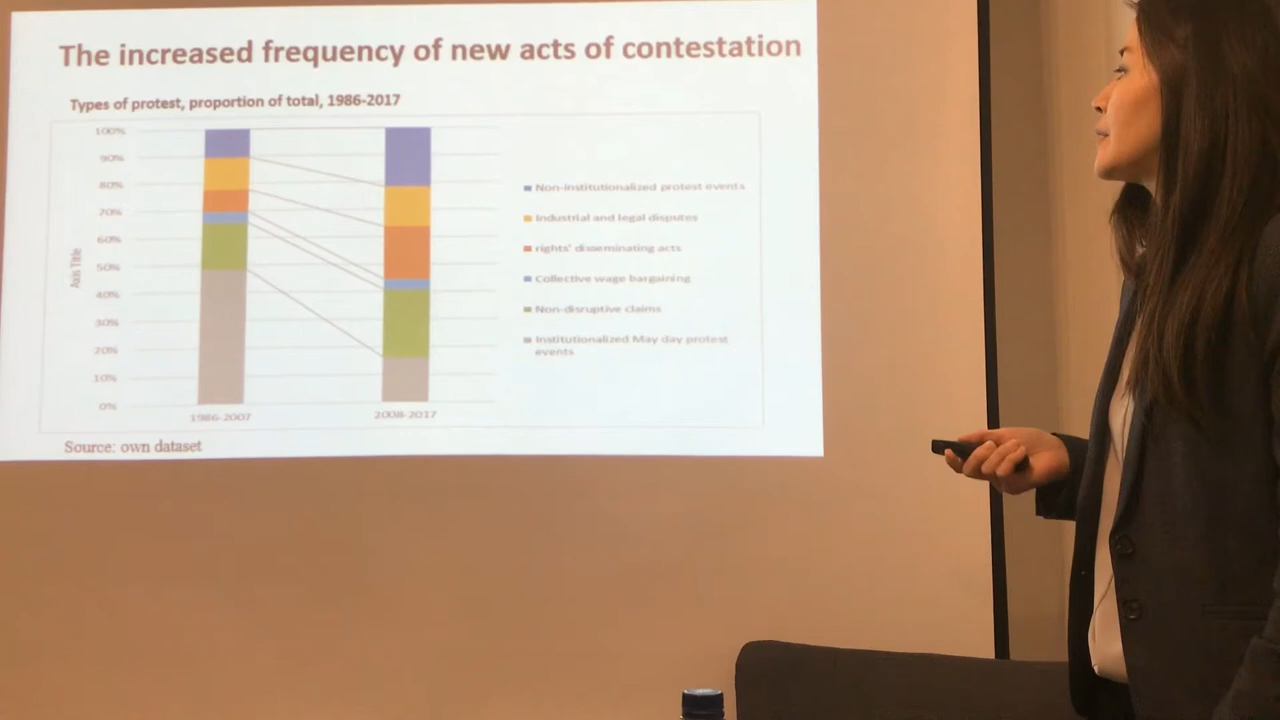 The increased frequency of new acts of contestation
Types of protest, proportion of total, 1986-2017
100%
90%
80%
70%
60%
50%
40%
30%
20%
10%
0%
Axis Title
1986-2007
2008-2017
Non-institutionalized protest events
Industrial and legal disputes
rights' disseminating acts
Collective wage bargaining
Non-disruptive claims
Institutionalized May day protest
events
Source: own dataset